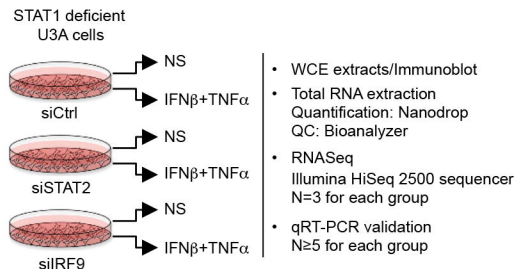 STAT1 deficient
U3A cells
NS
IFNβ+TNFα
siCtrl
NS
IFNβ+TNFα
siSTAT2
NS
IFNβ+TNFα
siIRF9
• WCE extracts/Immunoblot
• Total RNA extraction
Quantification: Nanodrop
QC: Bioanalyzer
• RNASeq
Illumina HiSeq 2500 sequencer
N=3 for each group
• qRT-PCR validation
N≥5 for each group